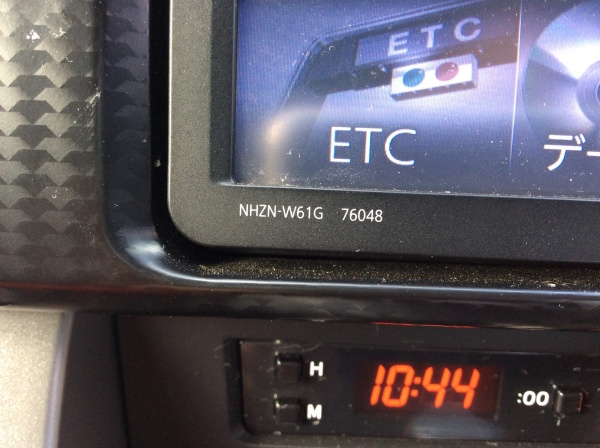 ETC
ETC
デー
NHZN-W61G 76048
H
10:44
:00
M